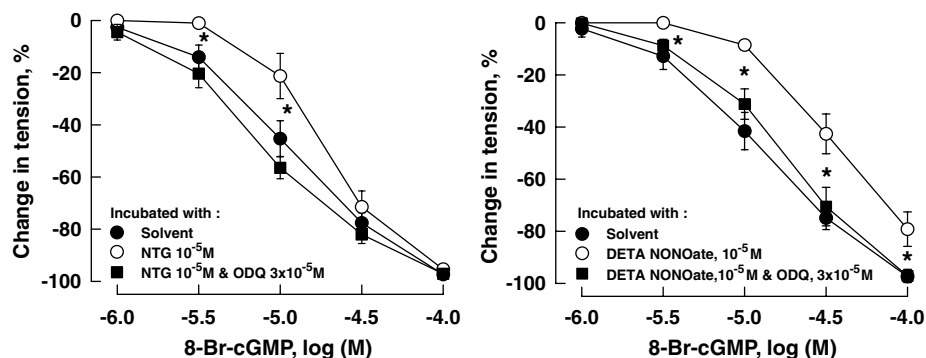 Change in tension, %
0
-20
-40
-60
-80
-100
*
*
Incubated with :
Solvent
NTG 10⁻⁵M
NTG 10⁻⁵M & ODQ 3x10⁻⁵M
-6.0 -5.5 -5.0 -4.5 -4.0
8-Br-cGMP, log (M)
Change in tension, %
0
-20
-40
-60
-80
-100
*
*
*
*
Incubated with :
Solvent
DETA NONOate, 10⁻⁵M
DETA NONOate,10⁻⁵M & ODQ, 3x10⁻⁵M
-6.0 -5.5 -5.0 -4.5 -4.0
8-Br-cGMP, log (M)